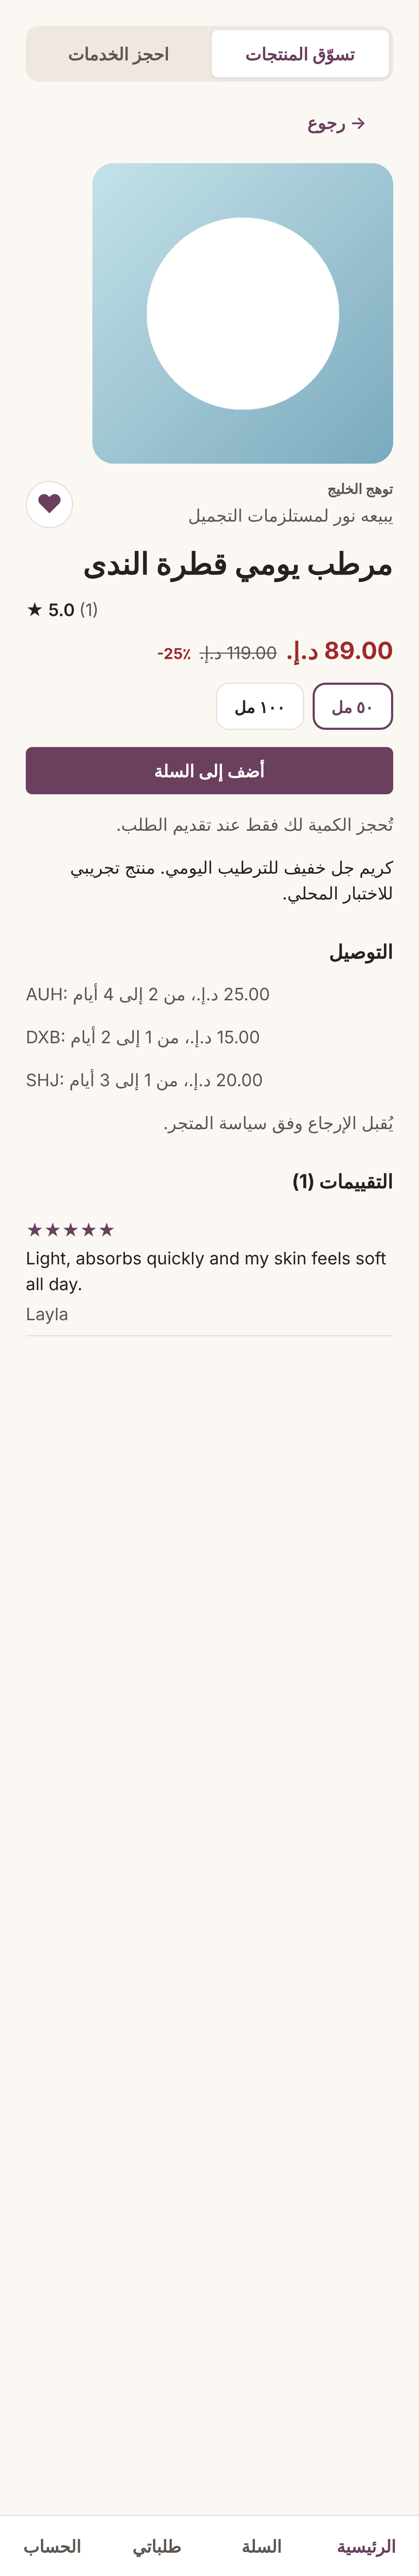 تسوّق المنتجات
احجز الخدمات
→ رجوع
توهج الخليج
يبيعه نور لمستلزمات التجميل
مرطب يومي قطرة الندى
★ 5.0 (1)
89.00 د.إ. 119.00 د.إ. -25٪
٥٠ مل
١٠٠ مل
أضف إلى السلة
تُحجز الكمية لك فقط عند تقديم الطلب.
كريم جل خفيف للترطيب اليومي. منتج تجريبي
للاختبار المحلي.
التوصيل
AUH: 25.00 د.إ.، من 2 إلى 4 أيام
DXB: 15.00 د.إ.، من 1 إلى 2 أيام
SHJ: 20.00 د.إ.، من 1 إلى 3 أيام
يُقبل الإرجاع وفق سياسة المتجر.
التقييمات (1)
★★★★★
Light, absorbs quickly and my skin feels soft
all day.
Layla
الرئيسية
السلة
طلباتي
الحساب